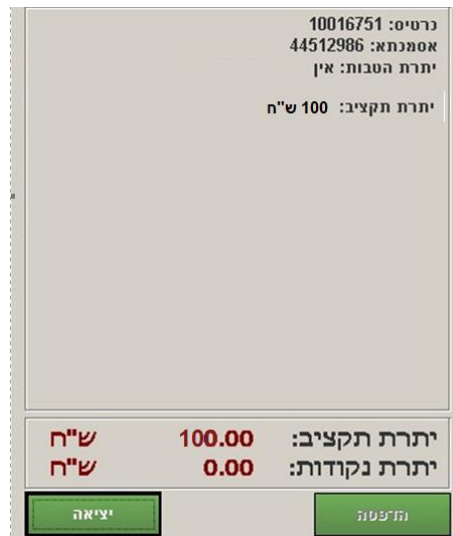 כרטיס: 10016751
אסמכתא: 44512986
יתרת הטבות: אין
יתרת תקציב: 100 ש"ח
יתרת תקציב: 100.00 ש"ח
יתרת נקודות: 0.00 ש"ח
הדפסה
יציאה